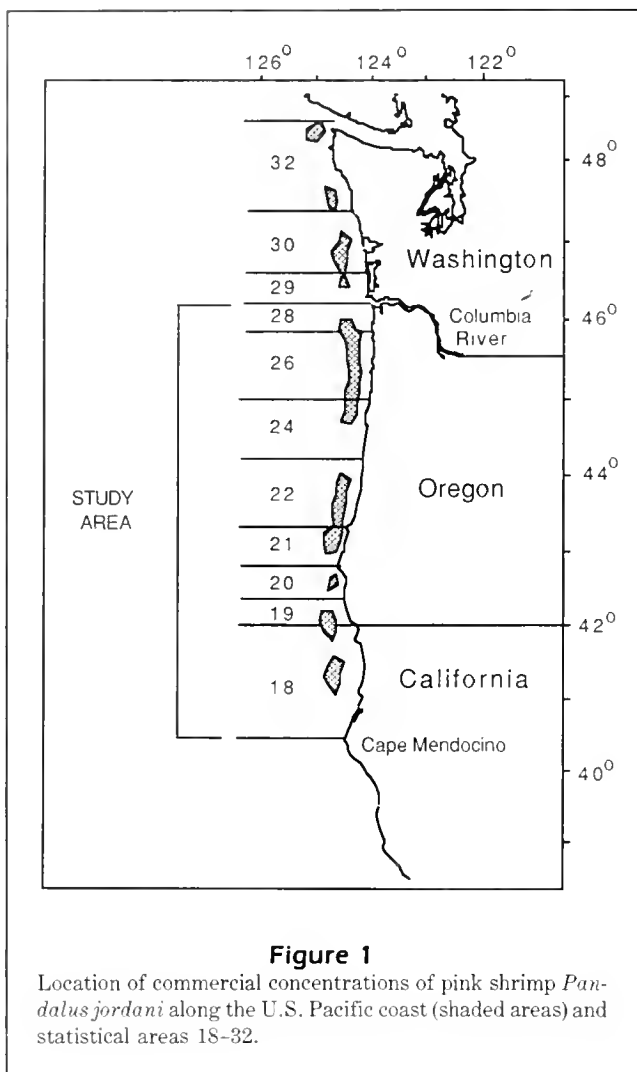 126° 124° 122°
48°
32
30
Washington
29
28
Columbia
River
46°
26
24
44°
22
Oregon
STUDY
AREA
21
20
19
42°
18
California
Cape Mendocino
40°
Figure 1
Location of commercial concentrations of pink shrimp Pan-
dalus jordani along the U.S. Pacific coast (shaded areas) and
statistical areas 18-32.